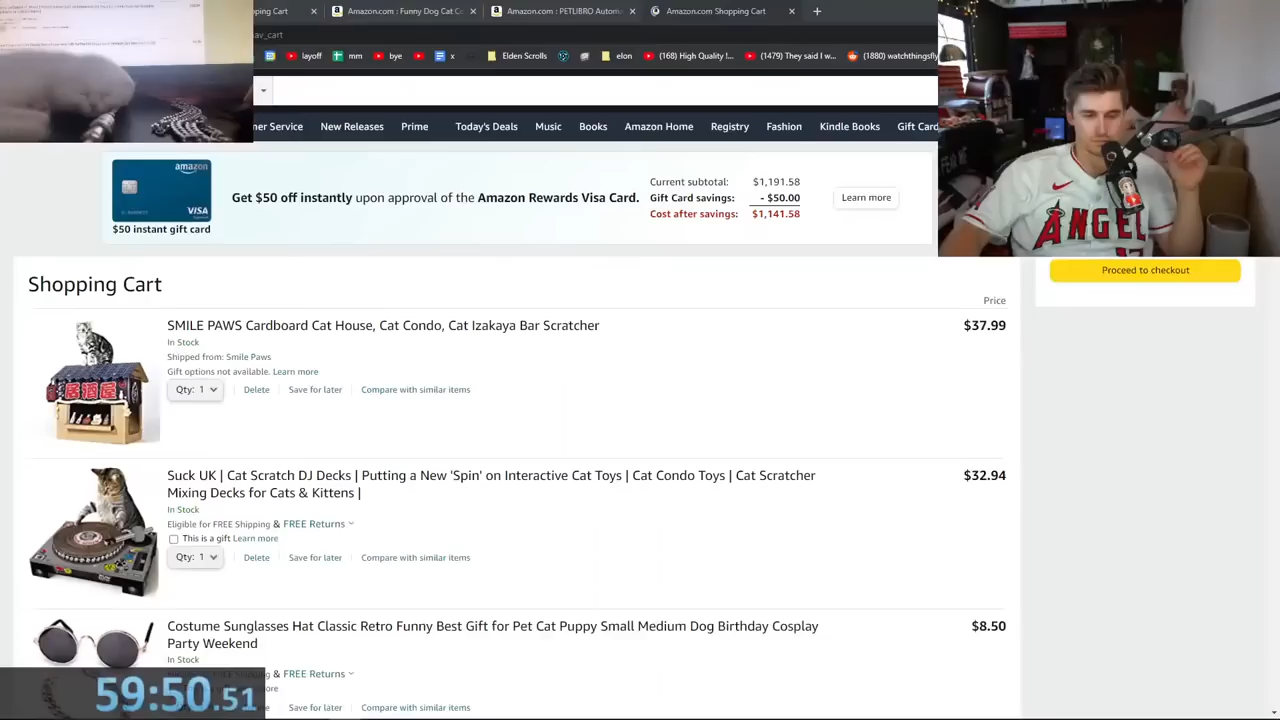 ping Cart
Amazon.com : Funny Dog Cat C
Amazon.com: PETUBRO Autom
Amazon.com Shopping Cart
av_cart
layoff
mm
bye
x
Elden Scrolls
elon
(168) High Quality I...
(1479) They said I w...
(1880) watchthingsfly
mer Service
New Releases
Prime
Today's Deals
Music
Books
Amazon Home
Registry
Fashion
Kindle Books
Gift Card
amazon
VISA
$50 instant gift card
Get $50 off instantly upon approval of the Amazon Rewards Visa Card.
Current subtotal: $1,191.58
Gift Card savings: - $50.00
Cost after savings: $1,141.58
Learn more
ANGEL
Proceed to checkout
Shopping Cart
Price
SMILE PAWS Cardboard Cat House, Cat Condo, Cat Izakaya Bar Scratcher
$37.99
In Stock
Shipped from: Smile Paws
Gift options not available. Learn more
Qty: 1
Delete
Save for later
Compare with similar items
居酒屋
Suck UK | Cat Scratch DJ Decks | Putting a New 'Spin' on Interactive Cat Toys | Cat Condo Toys | Cat Scratcher
Mixing Decks for Cats & Kittens |
$32.94
In Stock
Eligible for FREE Shipping & FREE Returns
This is a gift Learn more
Qty: 1
Delete
Save for later
Compare with similar items
Costume Sunglasses Hat Classic Retro Funny Best Gift for Pet Cat Puppy Small Medium Dog Birthday Cosplay
Party Weekend
$8.50
In Stock
FREE Shipping & FREE Returns
more
Save for later
Compare with similar items
59:50.51